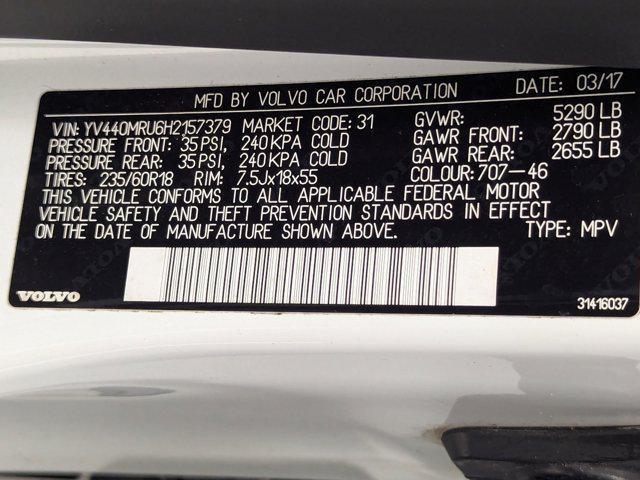 MFD BY VOLVO CAR CORPORATION DATE: 03/17
VIN: YV440MRU6H2157379 MARKET CODE: 31 GVWR: 5290 LB
PRESSURE FRONT: 35 PSI, 240 KPA COLD GAWR FRONT: 2790 LB
PRESSURE REAR: 35 PSI, 240 KPA COLD GAWR REAR: 2655 LB
TIRES: 235/60R18 RIM: 7.5Jx18x55 COLOUR: 707-46
THIS VEHICLE CONFORMS TO ALL APPLICABLE FEDERAL MOTOR
VEHICLE SAFETY AND THEFT PREVENTION STANDARDS IN EFFECT
ON THE DATE OF MANUFACTURE SHOWN ABOVE. TYPE: MPV
VOLVO 31416037